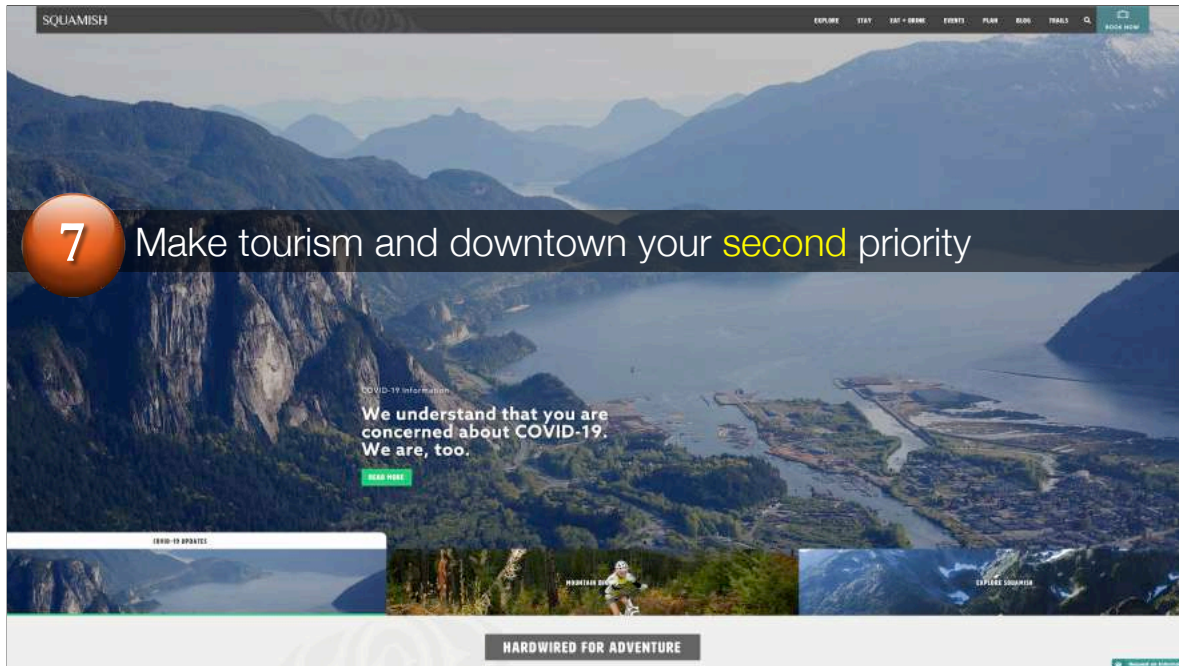 SQUAMISH
EXPLORE STAY EAT + DRINK EVENTS PLAN BLOG TRAILS
BOOK NOW
7 Make tourism and downtown your second priority
COVID-19 Information
We understand that you are
concerned about COVID-19.
We are, too.
READ MORE
COVID-19 UPDATES
MOUNTAIN
EXPLORE SQUAMISH
HARDWIRED FOR ADVENTURE